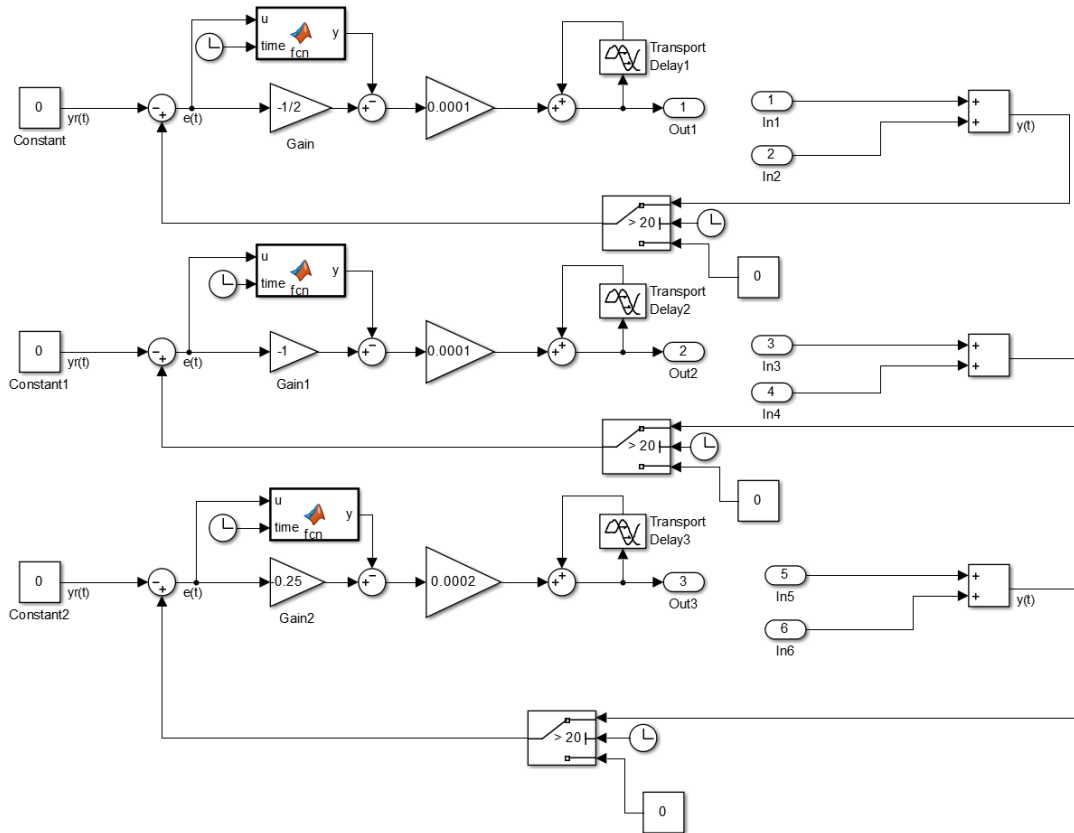 u
time
y
fcn
Transport
Delay1
0
yr(t)
Constant
e(t)
-1/2
Gain
0.0001
1
Out1
1
In1
2
In2
y(t)
> 20
0
u
time
y
fcn
Transport
Delay2
0
yr(t)
Constant1
e(t)
-1
Gain1
0.0001
2
Out2
3
In3
4
In4
> 20
0
u
time
y
fcn
Transport
Delay3
0
yr(t)
Constant2
e(t)
-0.25
Gain2
0.0002
3
Out3
5
In5
6
In6
y(t)
> 20
0